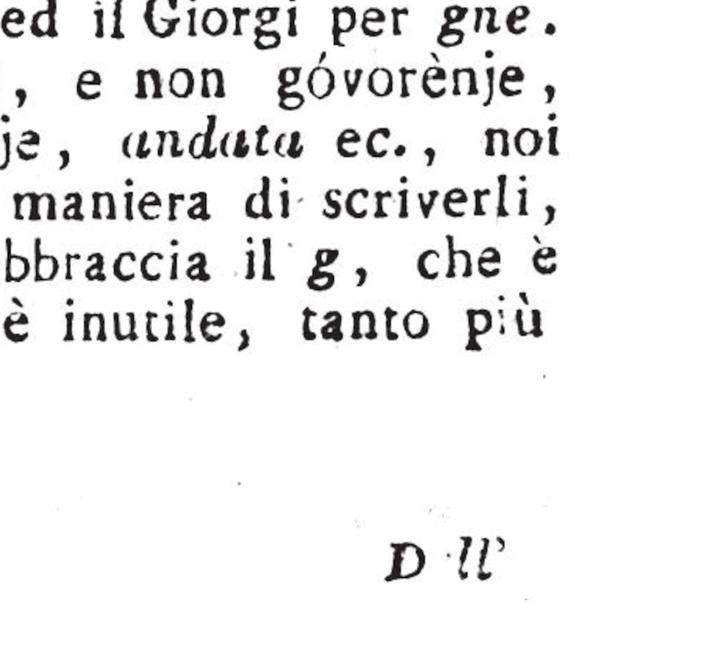 ed il Giorgi per gne.
, e non góvorènje,
je, andata ec., noi
maniera di scriverli,
bbraccia il g, che è
è inutile, tanto più
D ll'